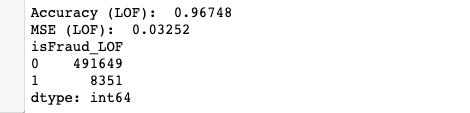 Accuracy (LOF):  0.96748
MSE (LOF):  0.03252
isFraud_LOF
0    491649
1      8351
dtype: int64